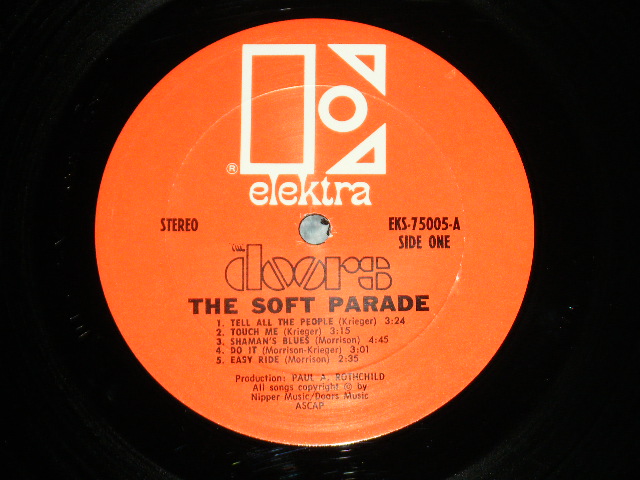 ®
elektra
STEREO
EKS-75005-A
SIDE ONE
the doors
THE SOFT PARADE
1. TELL ALL THE PEOPLE (Krieger) 3:24
2. TOUCH ME (Krieger) 3:15
3. SHAMAN'S BLUES (Morrison) 4:45
4. DO IT (Morrison-Krieger) 3:01
5. EASY RIDE (Morrison) 2:35
Production: PAUL A. ROTHCHILD
All songs copyright © by
Nipper Music/Doors Music
ASCAP